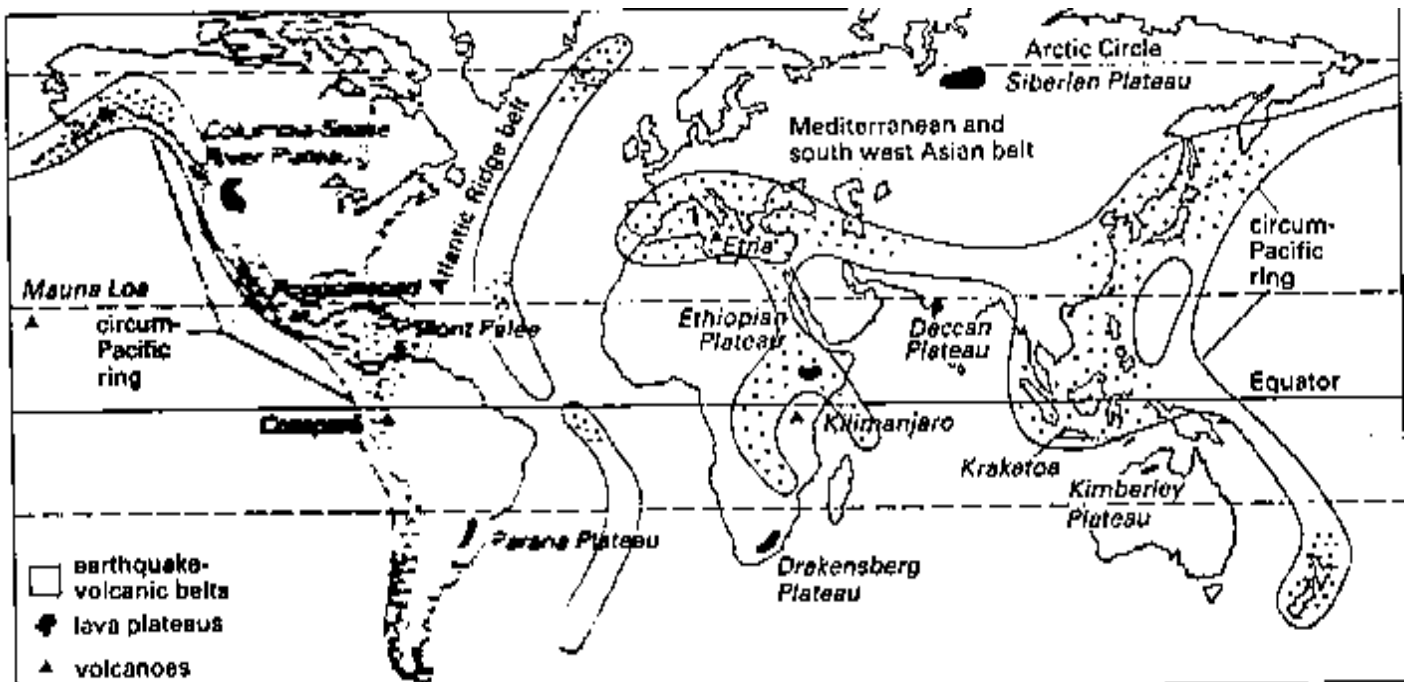 Arctic Circle
Siberian Plateau
Columbia-Snake
River Plateau
Mediterranean and
south west Asian belt
Atlantic Ridge belt
Etna
circum-
Pacific
ring
Mauna Loa
circum-
Pacific
ring
Mont Pelee
Ethiopian
Plateau
Deccan
Plateau
Equator
Kilimanjaro
Krakatoa
Kimberley
Plateau
Parana Plateau
Drakensberg
Plateau
earthquake-
volcanic belts
lava plateaus
volcanoes